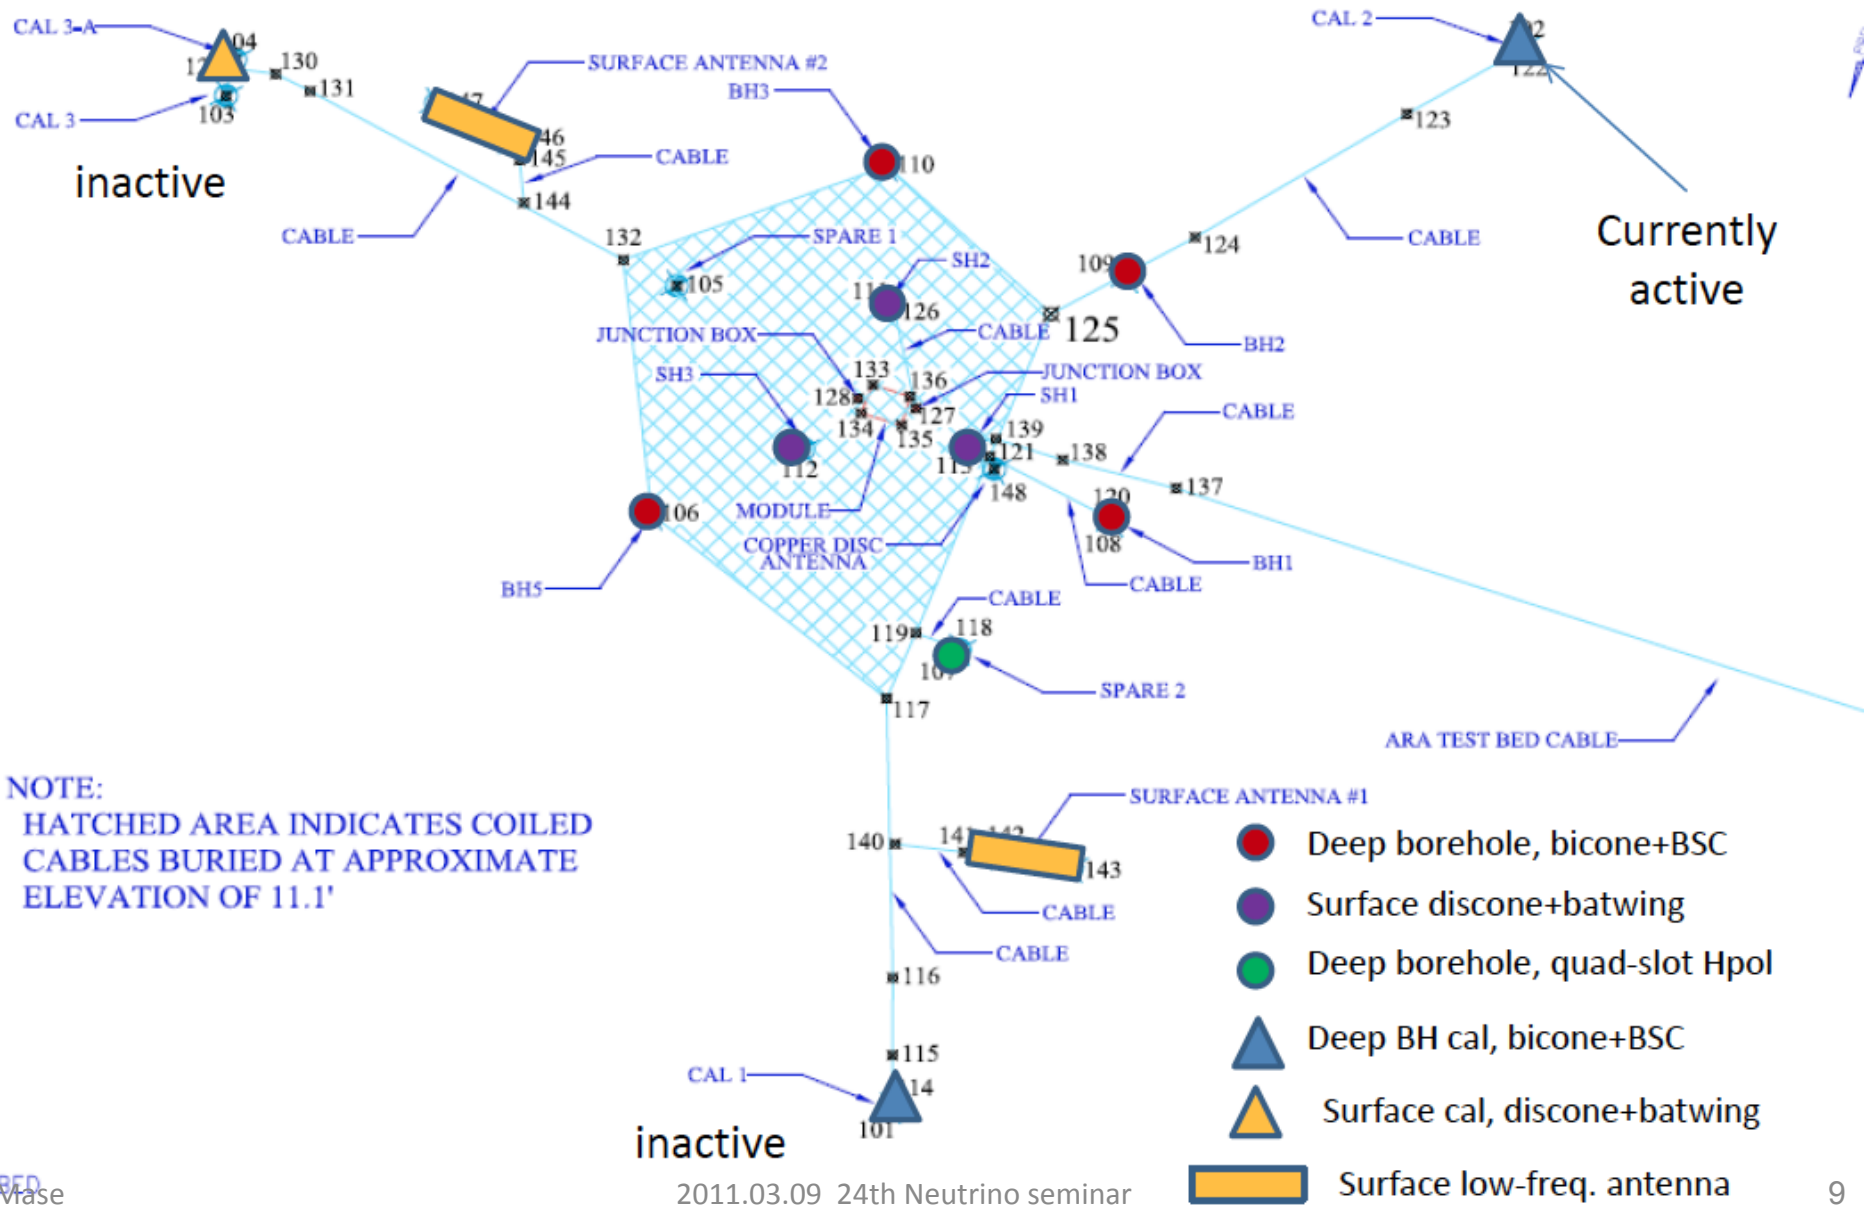 CAL 3-A
04
130
131
CAL 3
103
inactive
SURFACE ANTENNA #2
47
46
145
CABLE
144
CABLE
BH3
110
CAL 2
122
123
CABLE
Currently
active
124
109
BH2
125
132
SPARE 1
105
SH2
126
CABLE
JUNCTION BOX
133
136
JUNCTION BOX
128
127
134
135
SH3
112
SH1
139
121
138
CABLE
137
148
MODULE
COPPER DISC
ANTENNA
106
BH5
120
108
BH1
CABLE
CABLE
119
118
SPARE 2
117
ARA TEST BED CABLE
NOTE:
HATCHED AREA INDICATES COILED
CABLES BURIED AT APPROXIMATE
ELEVATION OF 11.1'
SURFACE ANTENNA #1
140
143
CABLE
CABLE
116
115
CAL 1
14
101
inactive
Deep borehole, bicone+BSC
Surface discone+batwing
Deep borehole, quad-slot Hpol
Deep BH cal, bicone+BSC
Surface cal, discone+batwing
Surface low-freq. antenna
Mase
2011.03.09 24th Neutrino seminar
9